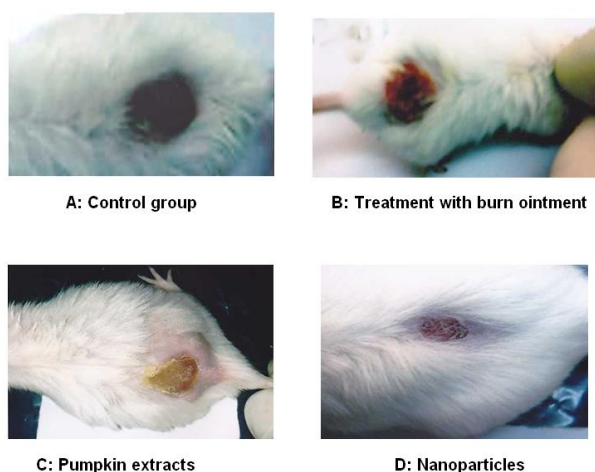 A: Control group
B: Treatment with burn ointment
C: Pumpkin extracts
D: Nanoparticles